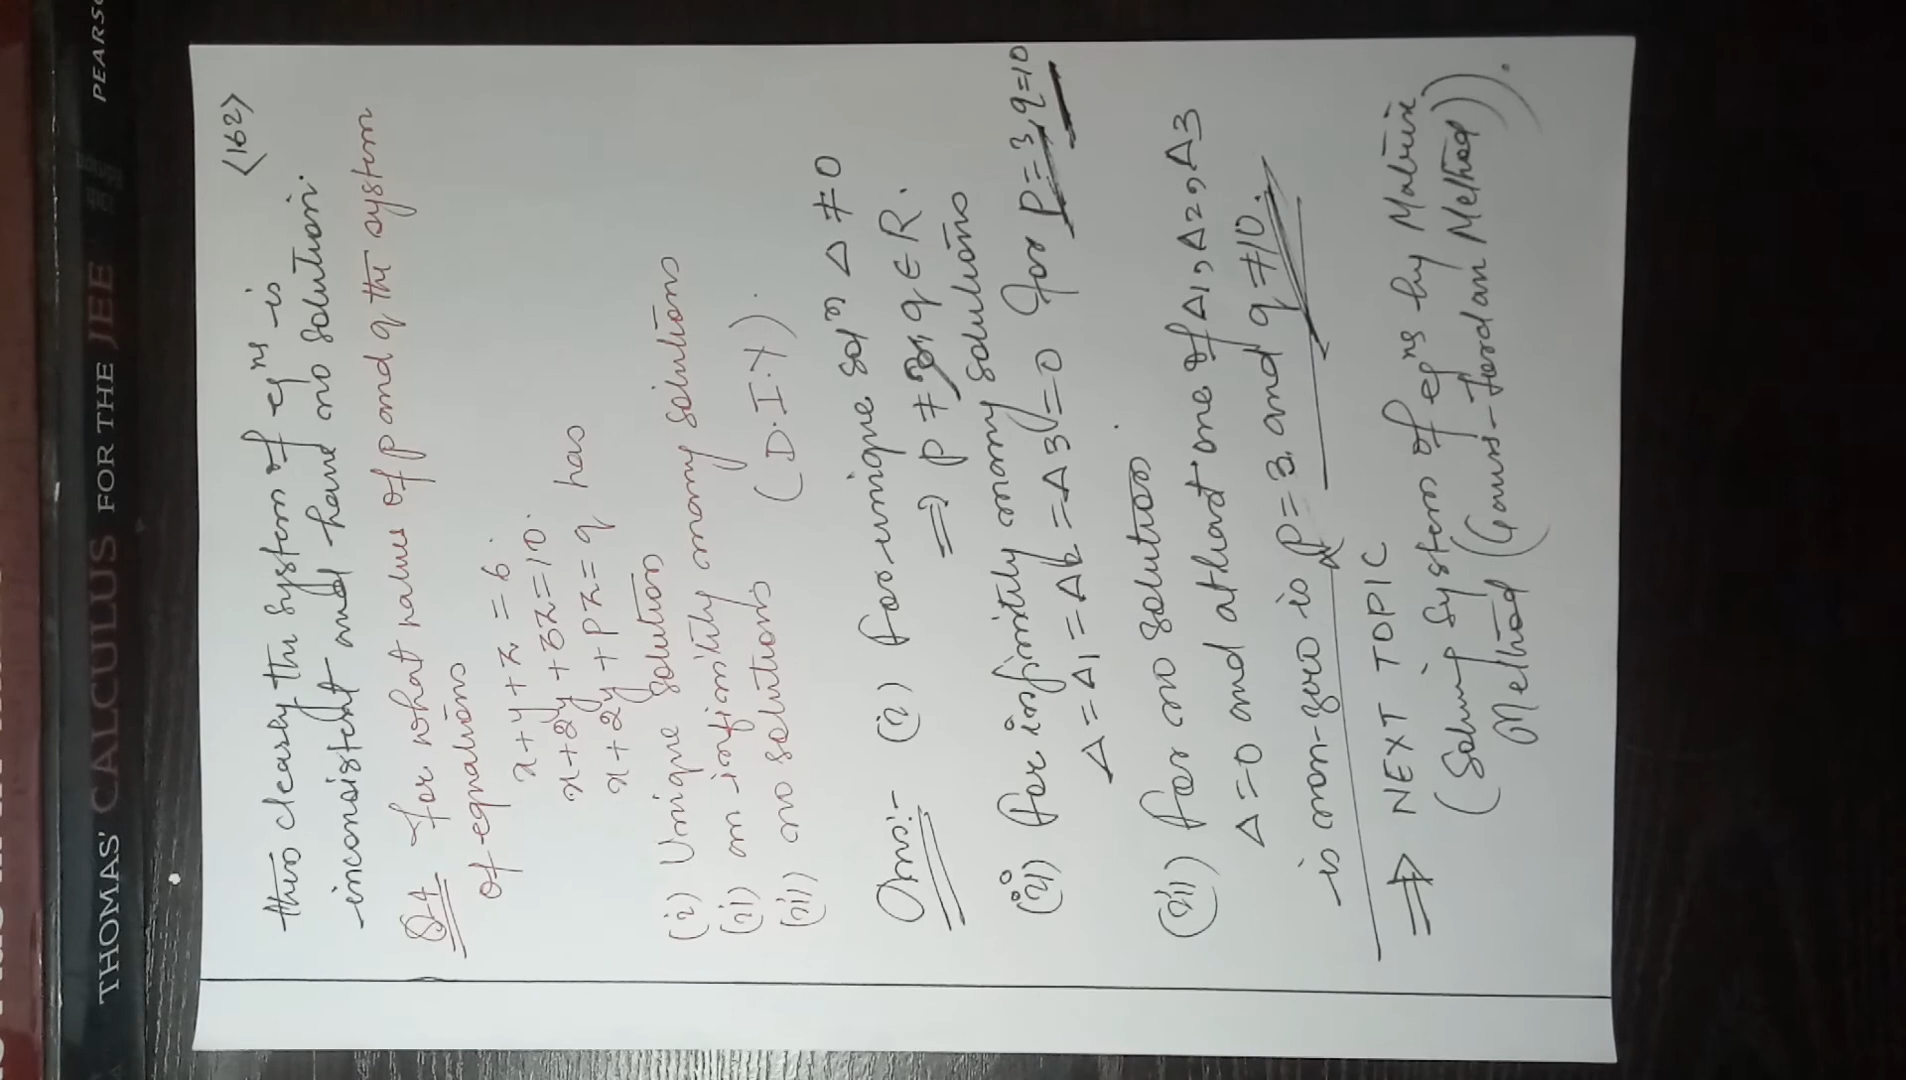 THOMAS' CALCULUS FOR THE JEE
<162>
thus clearly the system of eqns is
inconsistent and have no solution.
Q.4 For what values of p and q the system
of equations
x+y+z = 6
x+2y+3z=10
x+2y+pz=q has
(i) Unique solution
(ii) an infinitely many solutions
(iii) no solutions (D.I.Y).
Ans:- (i) for unique soln Δ≠0
⇒ p≠3, q∈R.
(ii) for infinitely many solutions
Δ=Δ1=Δ2=Δ3=0 for p=3, q=10
(iii) for no solution
Δ=0 and atleast one of Δ1, Δ2, Δ3
is non-zero is p=3 and q≠10.
⇒ NEXT TOPIC
(Solving System of eqns by Matrix
Method (Gauss-Jordan Method)).